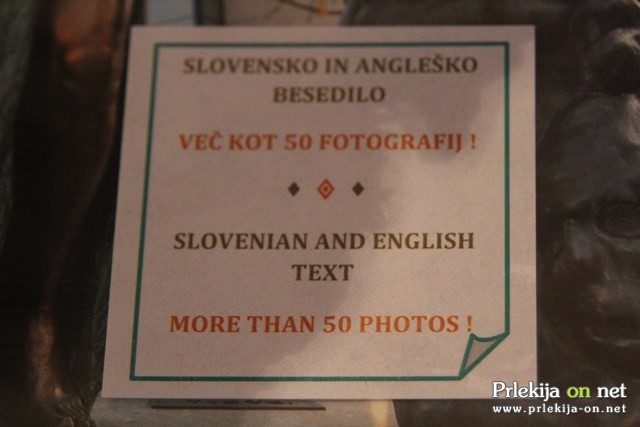 SLOVENSKO IN ANGLEŠKO
BESEDILO
VEČ KOT 50 FOTOGRAFIJ !
SLOVENIAN AND ENGLISH
TEXT
MORE THAN 50 PHOTOS !
Prlekija on net
www.prlekija-on.net